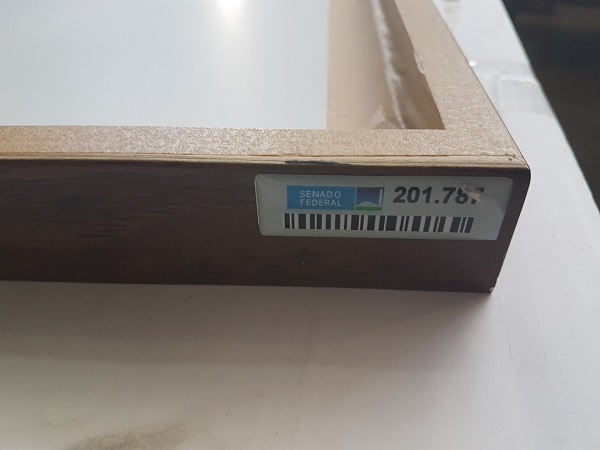 SENADO
FEDERAL
201.787